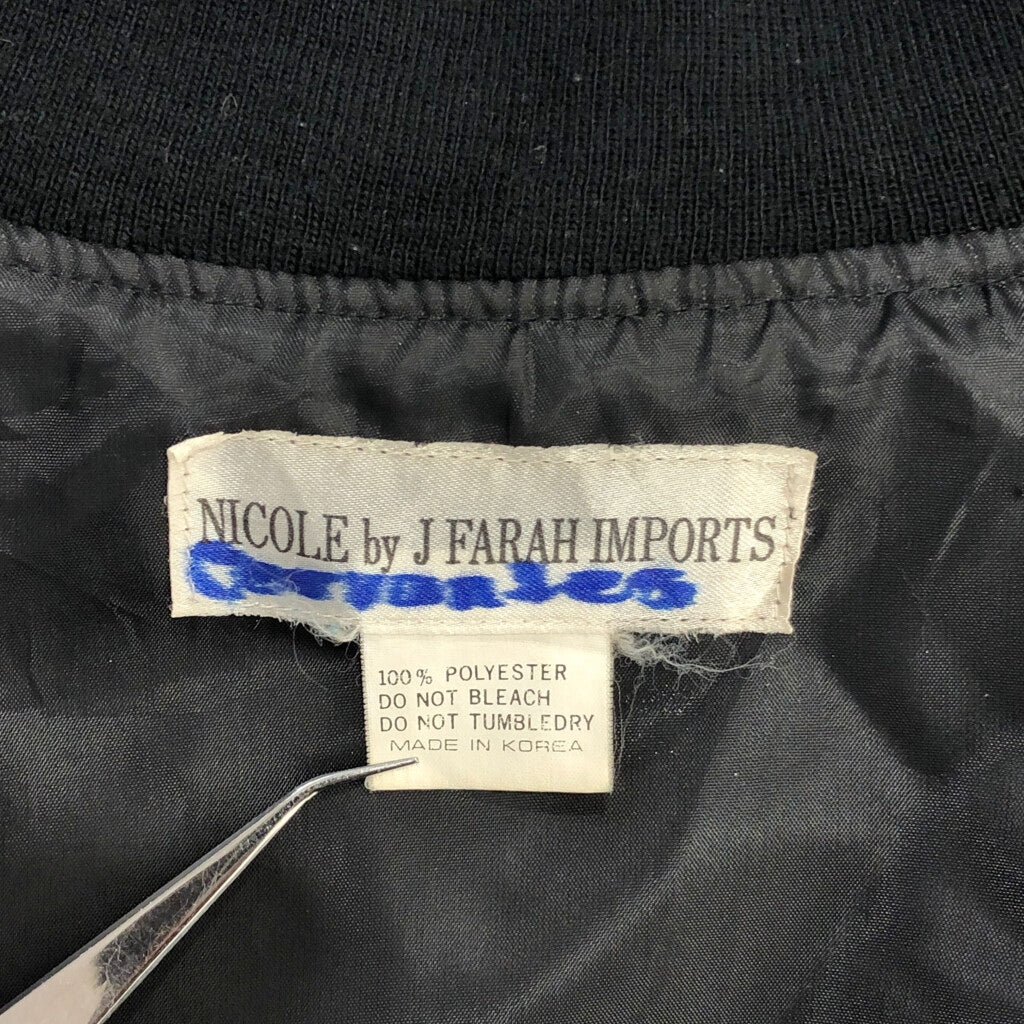 NICOLE by J FARAH IMPORTS
100% POLYESTER
DO NOT BLEACH
DO NOT TUMBLEDRY
MADE IN KOREA